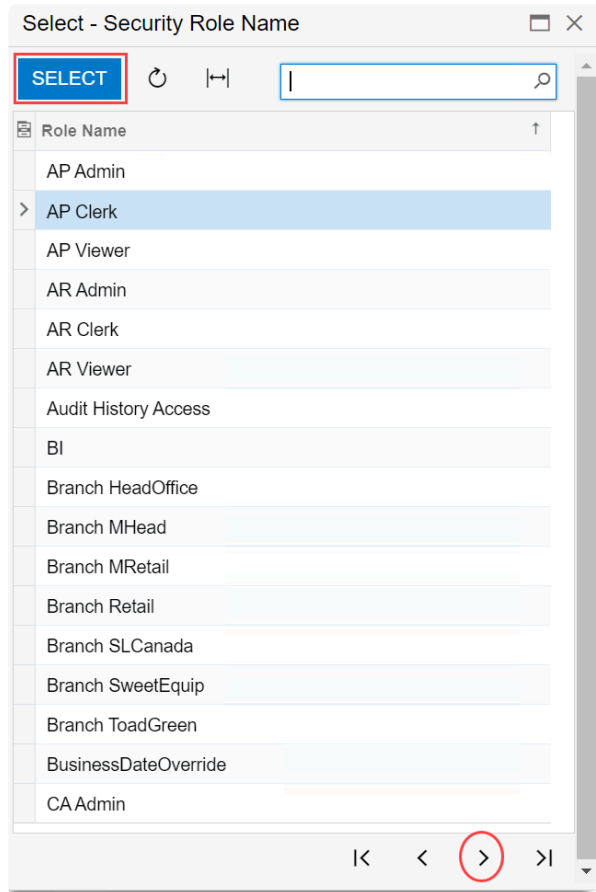 Select - Security Role Name
SELECT
Role Name
AP Admin
AP Clerk
AP Viewer
AR Admin
AR Clerk
AR Viewer
Audit History Access
BI
Branch HeadOffice
Branch MHead
Branch MRetail
Branch Retail
Branch SLCanada
Branch SweetEquip
Branch ToadGreen
BusinessDateOverride
CA Admin